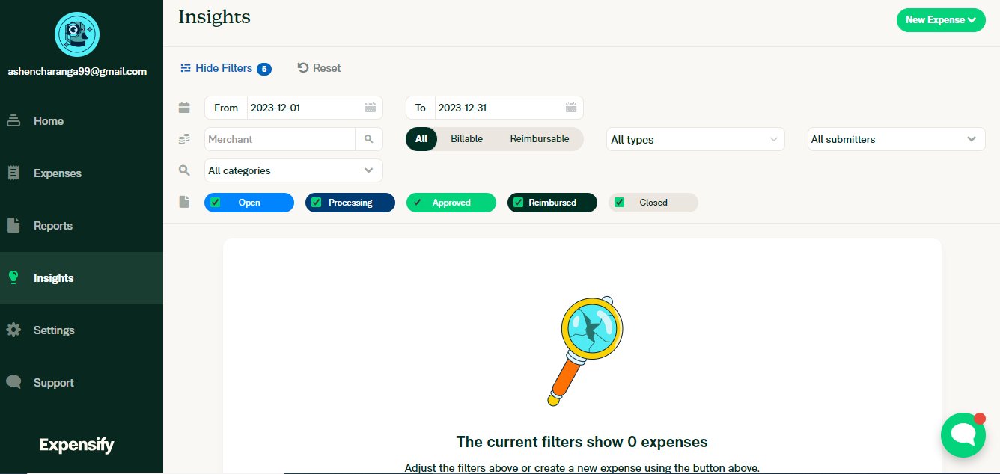 Insights
New Expense
ashencharanga99@gmail.com
Hide Filters 5 Reset
From 2023-12-01 To 2023-12-31
Home
Merchant All Billable Reimbursable All types All submitters
Expenses
All categories
Open Processing Approved Reimbursed Closed
Reports
Insights
Settings
Support
Expensify
The current filters show 0 expenses
Adjust the filters above or create a new expense using the button above.